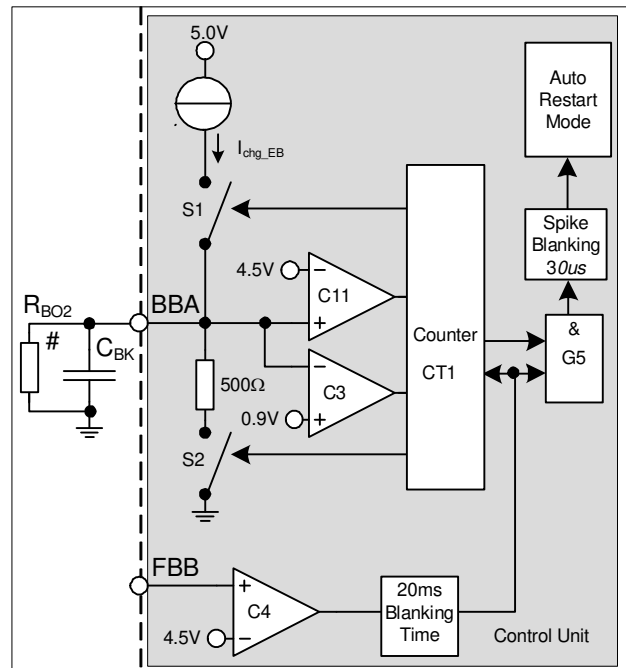 5.0V
Auto
Restart
Mode
I chg_EB
S1
Spike
Blanking
30us
4.5V
−
C11
+
RBO2
#
CBK
BBA
Counter
CT1
&
G5
500Ω
−
C3
+
0.9V
S2
FBB
+
C4
−
4.5V
20ms
Blanking
Time
Control Unit